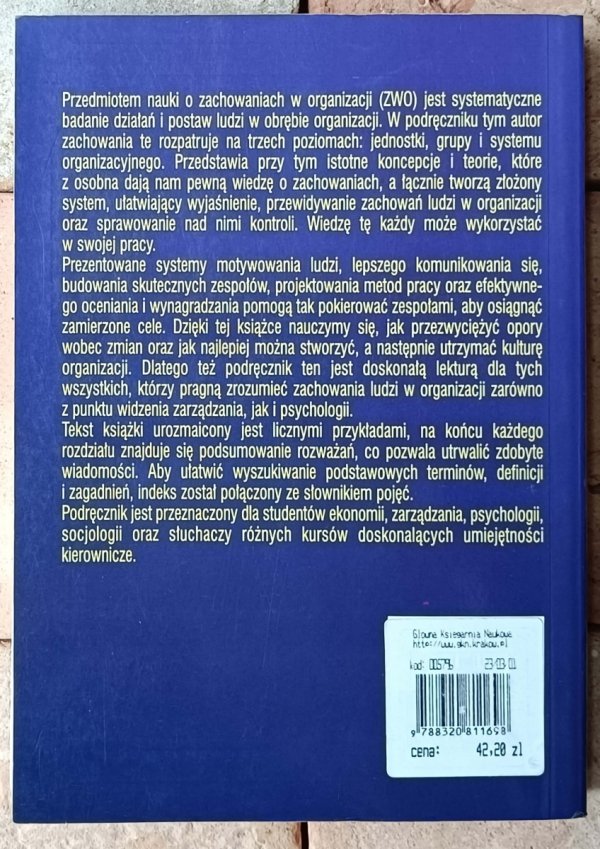 Przedmiotem nauki o zachowaniach w organizacji (ZWO) jest systematyczne
badanie działań i postaw ludzi w obrębie organizacji. W podręczniku tym autor
zachowania te rozpatruje na trzech poziomach: jednostki, grupy i systemu
organizacyjnego. Przedstawia przy tym istotne koncepcje i teorie, które
z osobna dają nam pewną wiedzę o zachowaniach, a łącznie tworzą złożony
system, ułatwiający wyjaśnienie, przewidywanie zachowań ludzi w organizacji
oraz sprawowanie nad nimi kontroli. Wiedzę tę każdy może wykorzystać
w swojej pracy.
Prezentowane systemy motywowania ludzi, lepszego komunikowania się,
budowania skutecznych zespołów, projektowania metod pracy oraz efektywne-
go oceniania i wynagradzania pomogą tak pokierować zespołami, aby osiągnąć
zamierzone cele. Dzięki tej książce nauczymy się, jak przezwyciężyć opory
wobec zmian oraz jak najlepiej można stworzyć, a następnie utrzymać kulturę
organizacji. Dlatego też podręcznik ten jest doskonałą lekturą dla tych
wszystkich, którzy pragną zrozumieć zachowania ludzi w organizacji zarówno
z punktu widzenia zarządzania, jak i psychologii.
Tekst książki urozmaicony jest licznymi przykładami, na końcu każdego
rozdziału znajduje się podsumowanie rozważań, co pozwala utrwalić zdobyte
wiadomości. Aby ułatwić wyszukiwanie podstawowych terminów, definicji
i zagadnień, indeks został połączony ze słownikiem pojęć.
Podręcznik jest przeznaczony dla studentów ekonomii, zarządzania, psychologii,
socjologii oraz słuchaczy różnych kursów doskonalących umiejętności
kierownicze.
Glowna Ksiegarnia Naukowa
http://www.gkn.krakow.pl
kod: 005796 23-03-01
9 788320 811698
cena: 42,20 zl